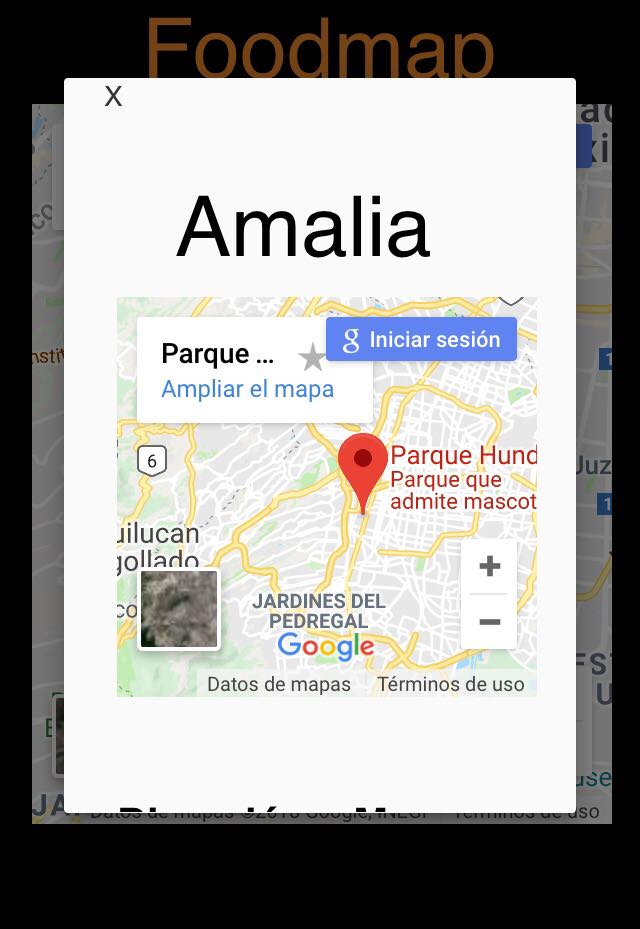 Foodmap
X
Amalia
Parque ...
Iniciar sesión
Ampliar el mapa
6
Parque Hund
Parque que
admite mascot
uilucan
gollado
co
JARDINES DEL
PEDREGAL
Google
Datos de mapas
Términos de uso
Datos de mapas ©2018 Google, INEGI
Términos de uso